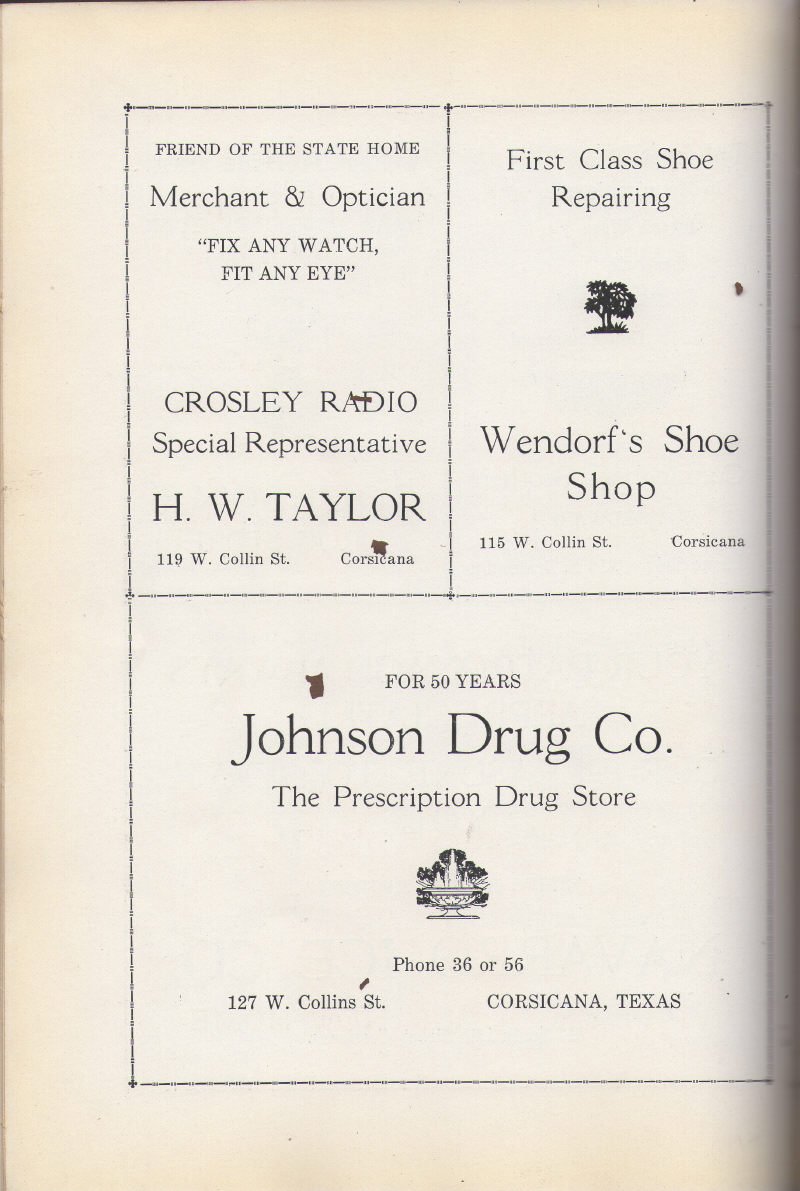 FRIEND OF THE STATE HOME
Merchant & Optician
“FIX ANY WATCH,
FIT ANY EYE”
CROSLEY RADIO
Special Representative
H. W. TAYLOR
119 W. Collin St. Corsicana
First Class Shoe
Repairing
Wendorf‘s Shoe
Shop
115 W. Collin St. Corsicana
FOR 50 YEARS
Johnson Drug Co.
The Prescription Drug Store
Phone 36 or 56
127 W. Collins St. CORSICANA, TEXAS